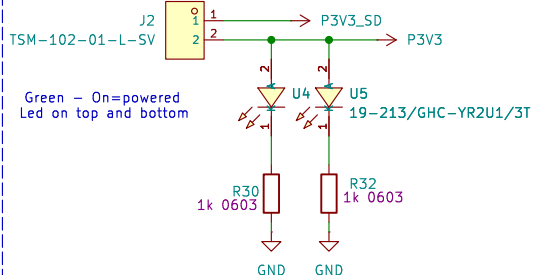 J2
1
1
P3V3_SD
TSM-102-01-L-SV
2
2
P3V3
2
2
Green - On=powered
Led on top and bottom
A
U4
A
U5
K
K
19-213/GHC-YR2U1/3T
1
1
R30
1k 0603
R32
1k 0603
GND
GND